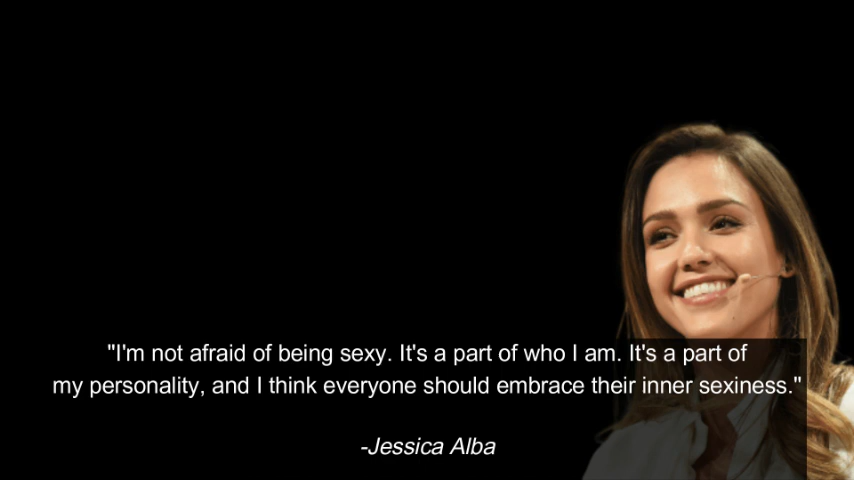 "I'm not afraid of being sexy. It's a part of who I am. It's a part of
my personality, and I think everyone should embrace their inner sexiness."
-Jessica Alba